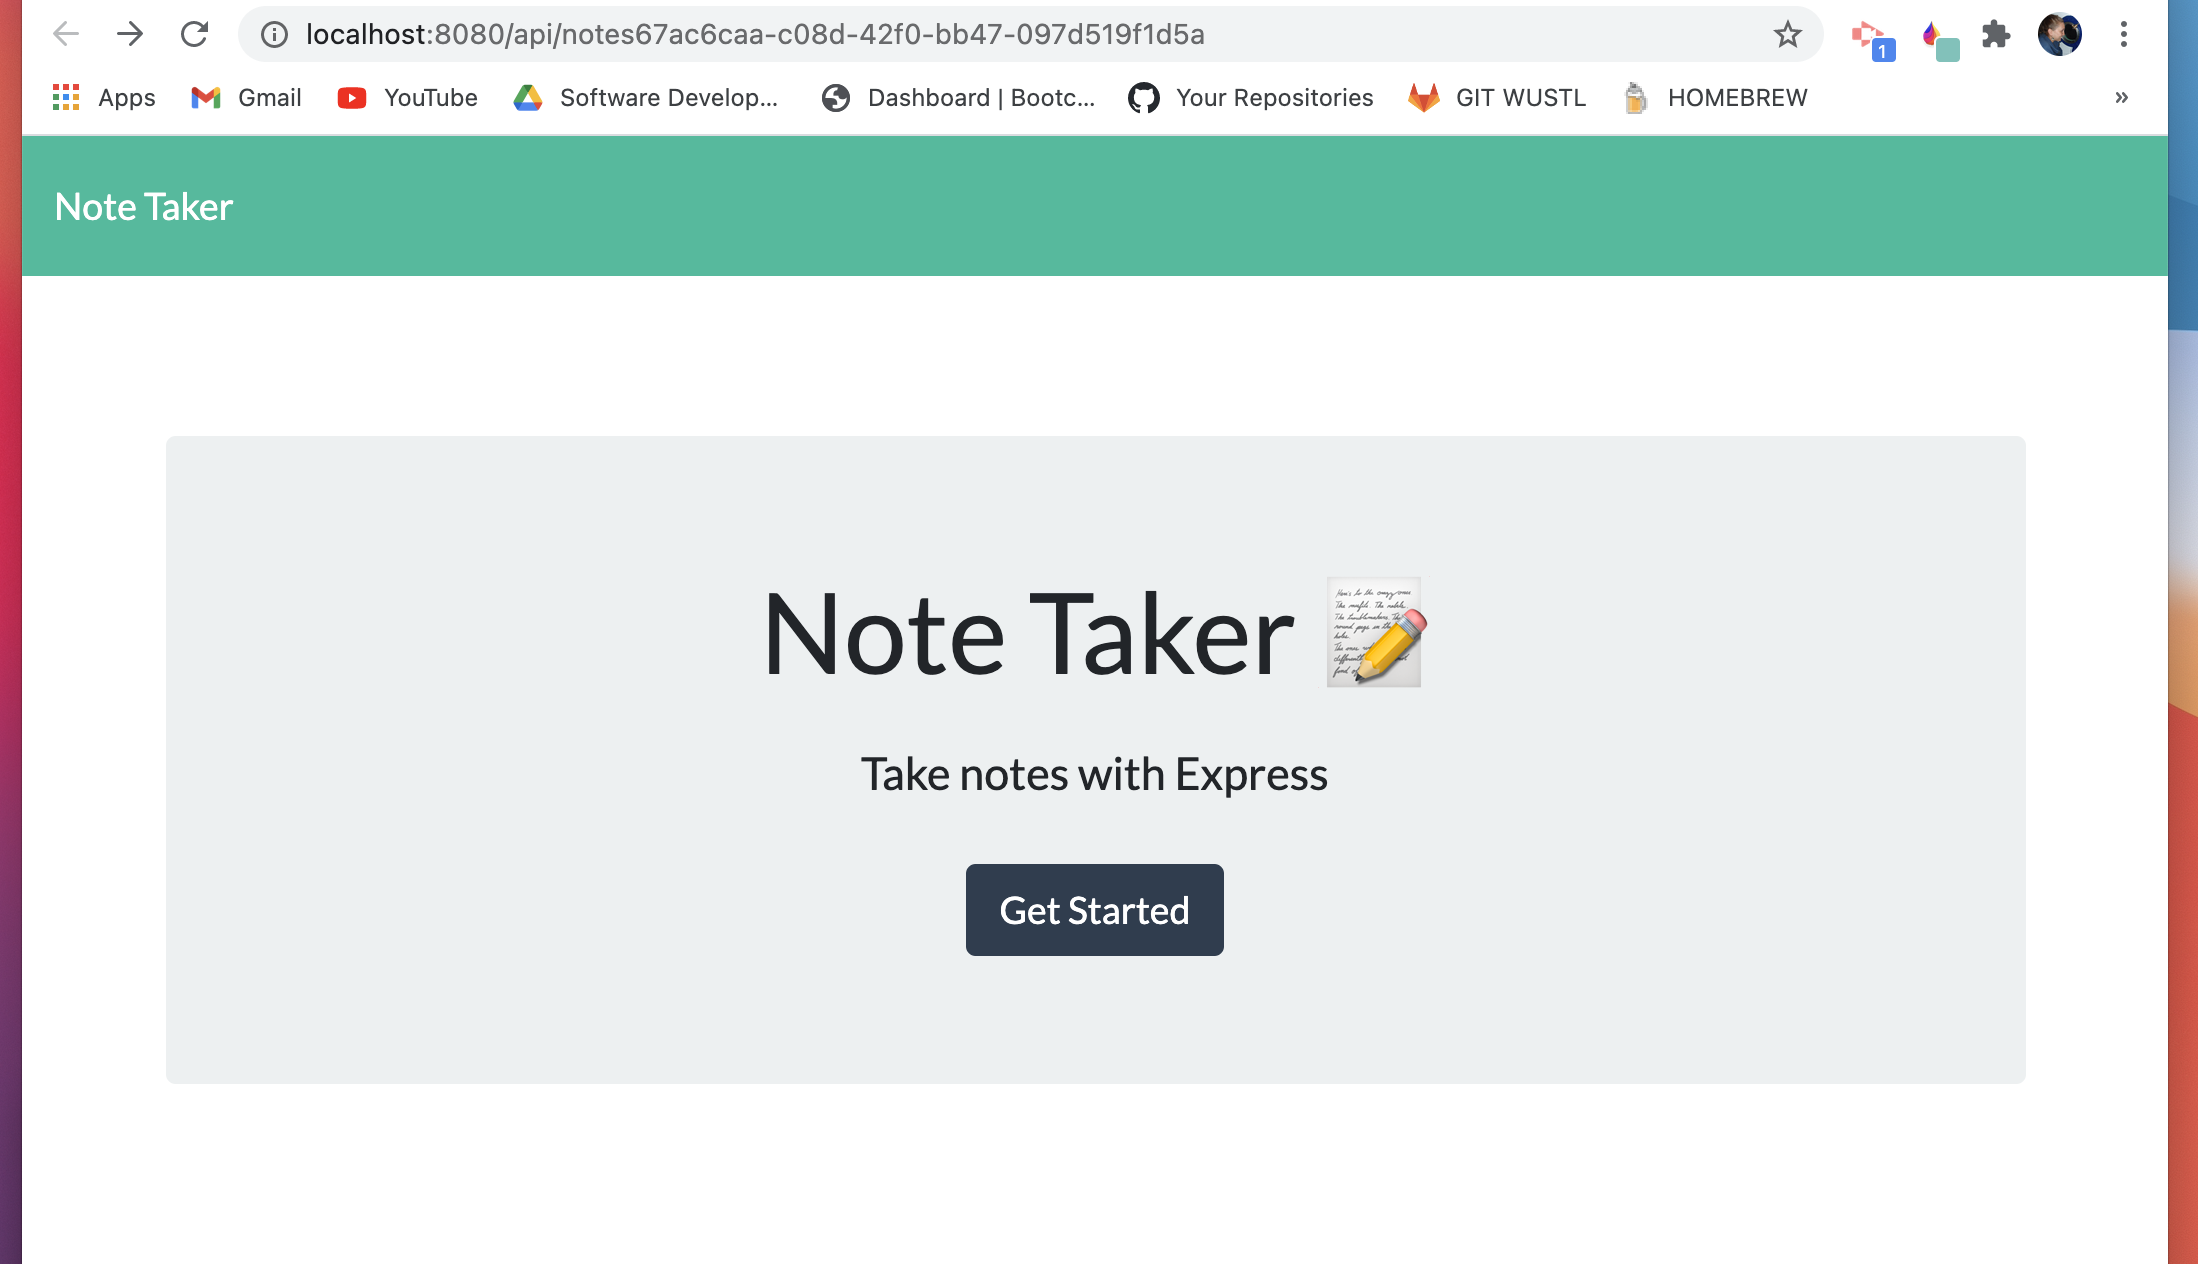 localhost:8080/api/notes67ac6caa-c08d-42f0-bb47-097d519f1d5a
1
Apps Gmail YouTube Software Develop... Dashboard | Bootc... Your Repositories GIT WUSTL HOMEBREW »
Note Taker
Note Taker
Take notes with Express
Get Started